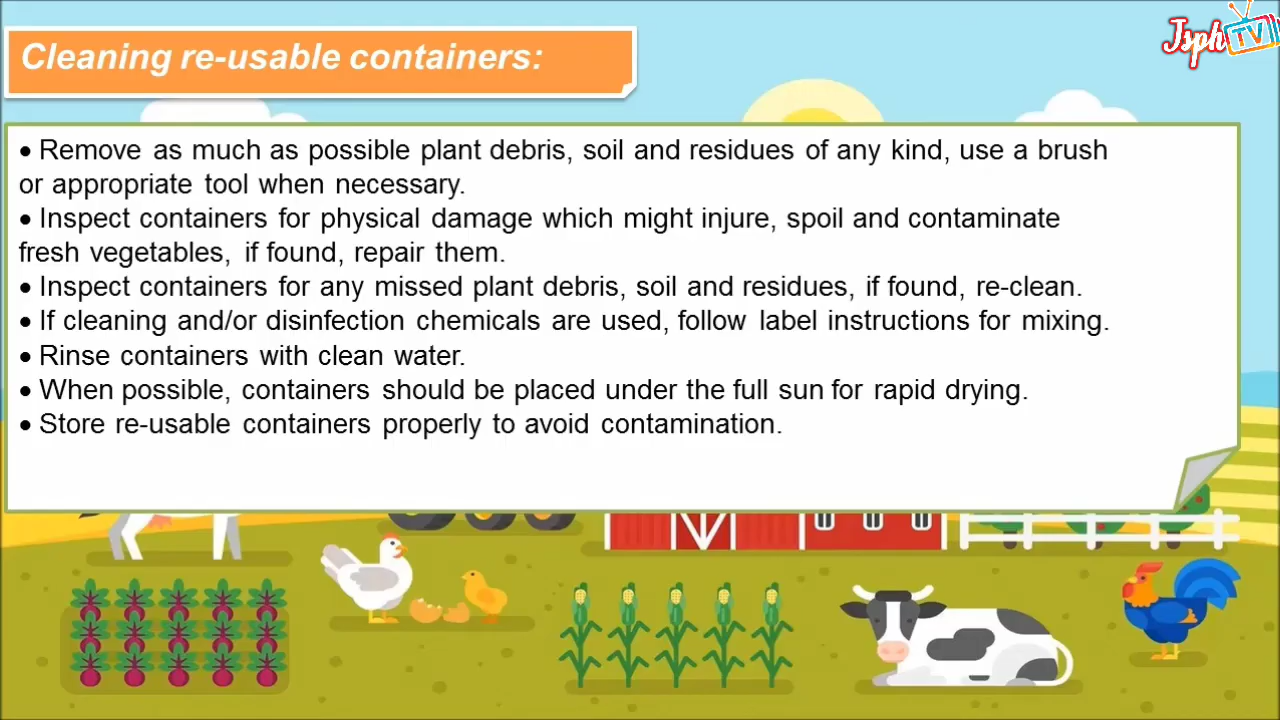 Cleaning re-usable containers:
Jsph TV
• Remove as much as possible plant debris, soil and residues of any kind, use a brush
or appropriate tool when necessary.
• Inspect containers for physical damage which might injure, spoil and contaminate
fresh vegetables, if found, repair them.
• Inspect containers for any missed plant debris, soil and residues, if found, re-clean.
• If cleaning and/or disinfection chemicals are used, follow label instructions for mixing.
• Rinse containers with clean water.
• When possible, containers should be placed under the full sun for rapid drying.
• Store re-usable containers properly to avoid contamination.